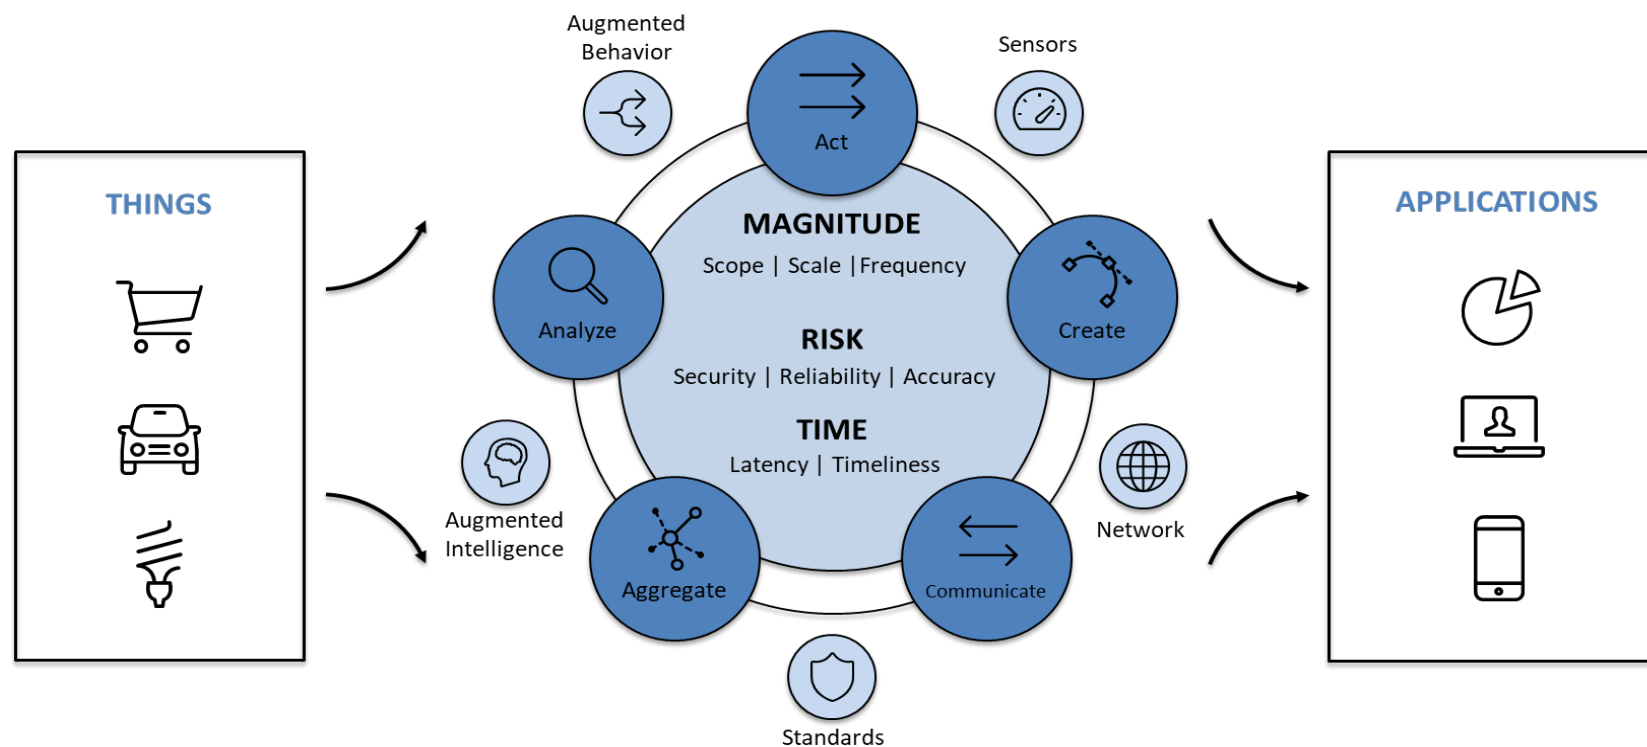 Augmented
Behavior
Sensors
Act
THINGS
APPLICATIONS
MAGNITUDE
Scope | Scale |Frequency
Analyze
Create
RISK
Security | Reliability | Accuracy
TIME
Latency | Timeliness
Augmented
Intelligence
Network
Aggregate
Communicate
Standards